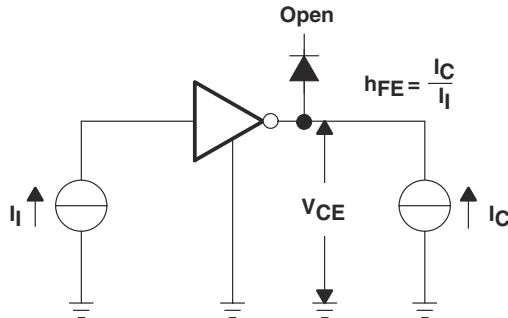 Open
hFE = IC
II
II
VCE
IC